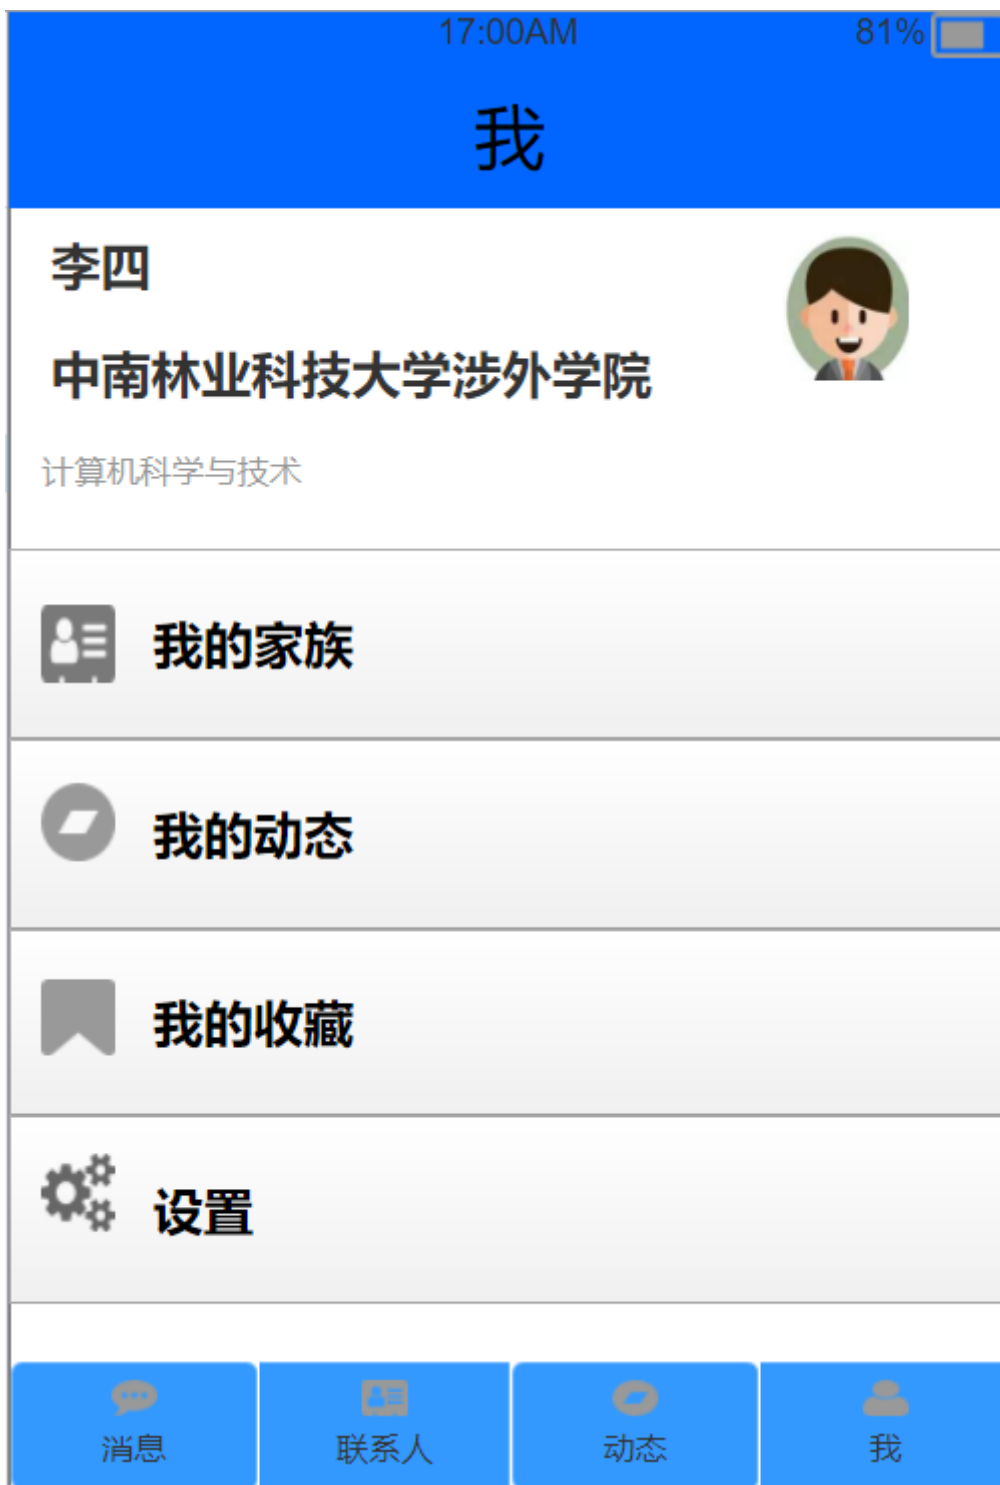 17:00AM 81%
我
李四
中南林业科技大学涉外学院
计算机科学与技术
我的家族
我的动态
我的收藏
设置
消息 联系人 动态 我